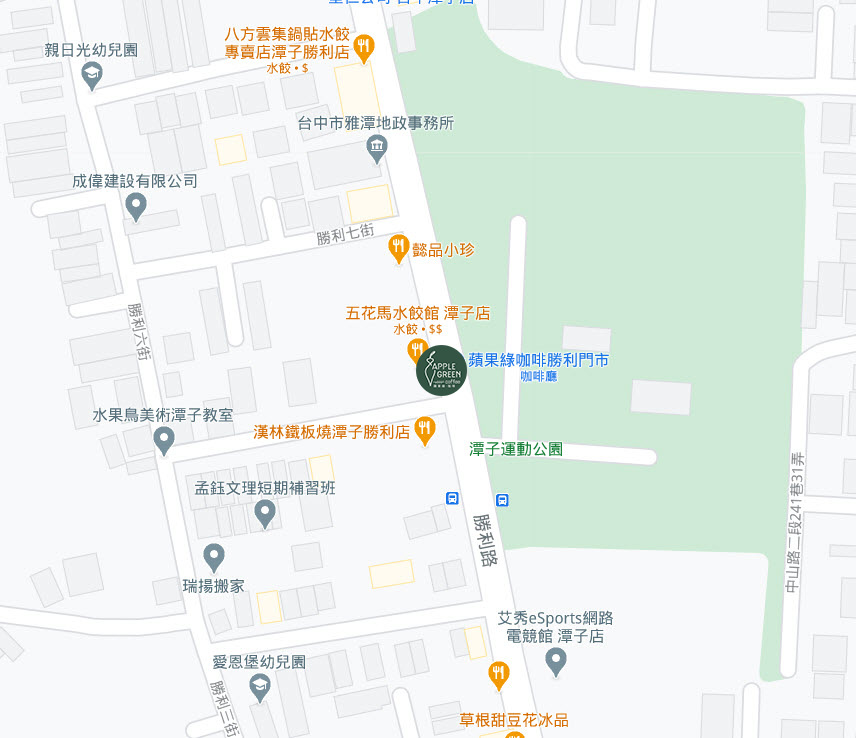 八方雲集鍋貼水餃
專賣店潭子勝利店
水餃 • $
親日光幼兒園
台中市雅潭地政事務所
成偉建設有限公司
勝利七街
懿品小珍
五花馬水餃館 潭子店
水餃 • $$
勝利六街
APPLE
GREEN
coffee
蘋果綠咖啡勝利門市
咖啡廳
水果鳥美術潭子教室
漢林鐵板燒潭子勝利店
潭子運動公園
孟鈺文理短期補習班
勝利路
中山路二段241巷31弄
瑞揚搬家
艾秀eSports網路
電競館 潭子店
愛恩堡幼兒園
勝利三街
草根甜豆花冰品